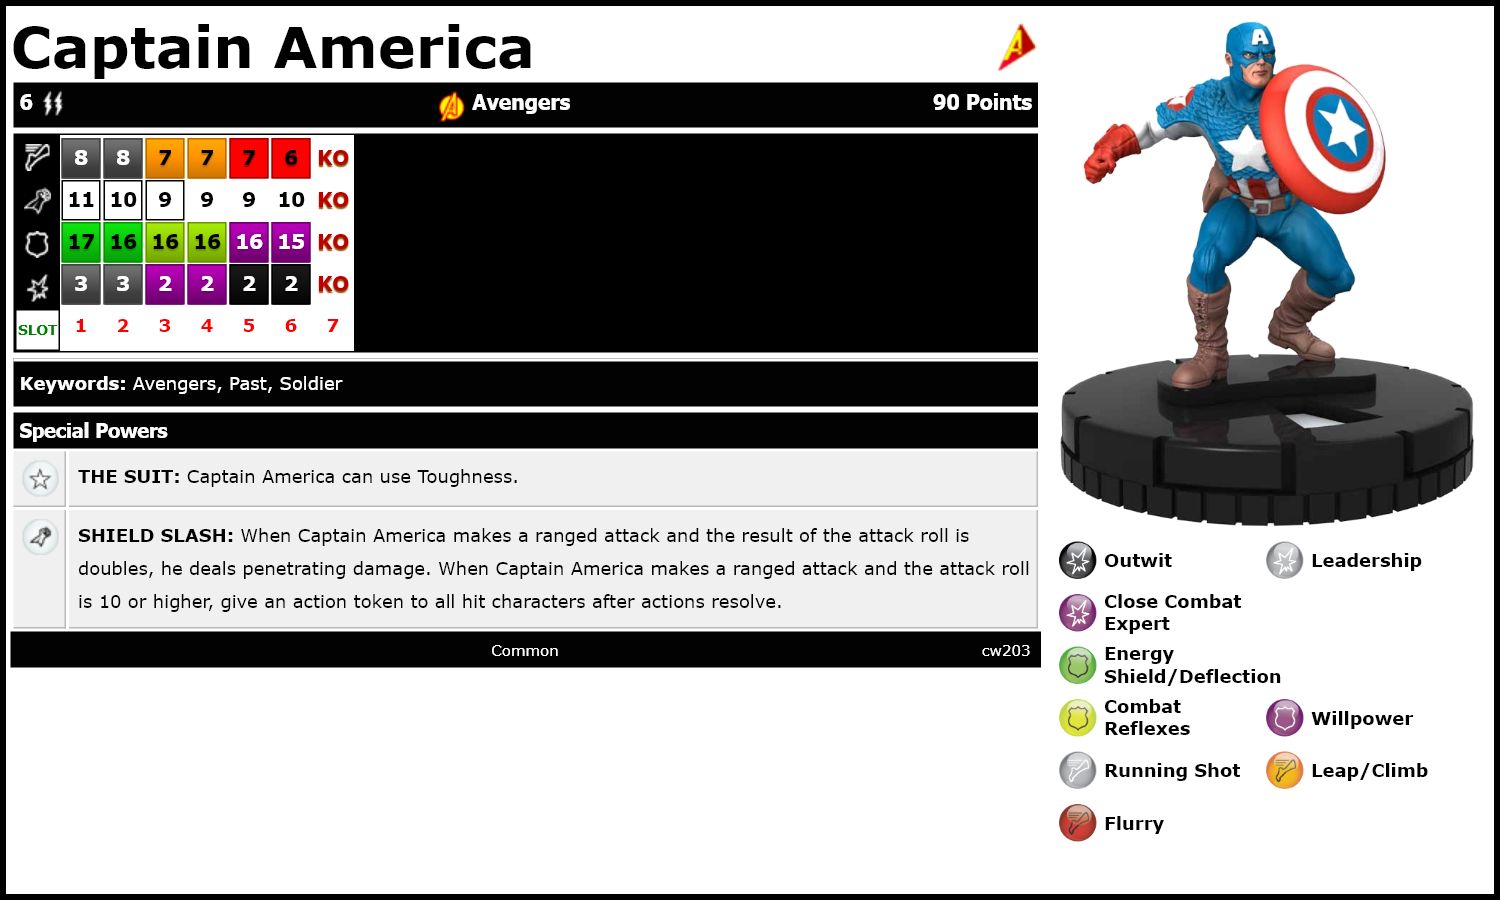 Captain America
6 Avengers 90 Points
8 8 7 7 7 6 KO
11 10 9 9 9 10 KO
17 16 16 16 16 15 KO
3 3 2 2 2 2 KO
SLOT 1 2 3 4 5 6 7
Keywords: Avengers, Past, Soldier
Special Powers
THE SUIT: Captain America can use Toughness.
SHIELD SLASH: When Captain America makes a ranged attack and the result of the attack roll is
doubles, he deals penetrating damage. When Captain America makes a ranged attack and the attack roll
is 10 or higher, give an action token to all hit characters after actions resolve.
Common cw203
A
Outwit Leadership
Close Combat
Expert
Energy
Shield/Deflection
Combat
Reflexes
Willpower
Running Shot Leap/Climb
Flurry